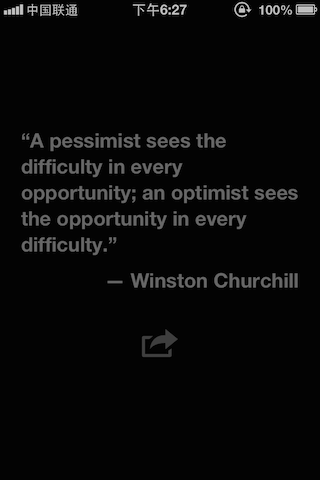 中国联通 下午6:27 100%
“A pessimist sees the
difficulty in every
opportunity; an optimist sees
the opportunity in every
difficulty.”
— Winston Churchill